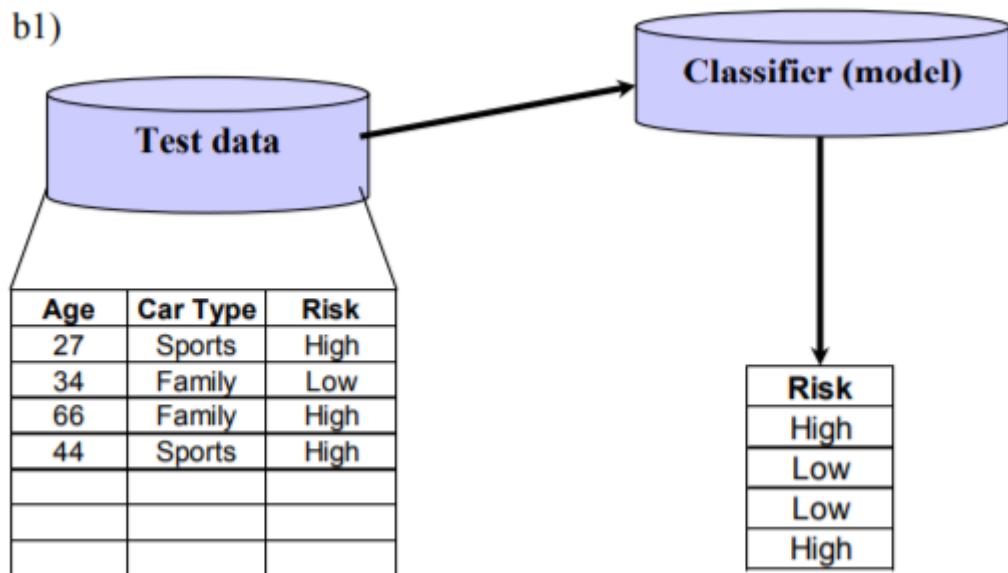 b1)
Classifier (model)
Test data
Age Car Type Risk
27 Sports High
34 Family Low
66 Family High
44 Sports High
Risk
High
Low
Low
High